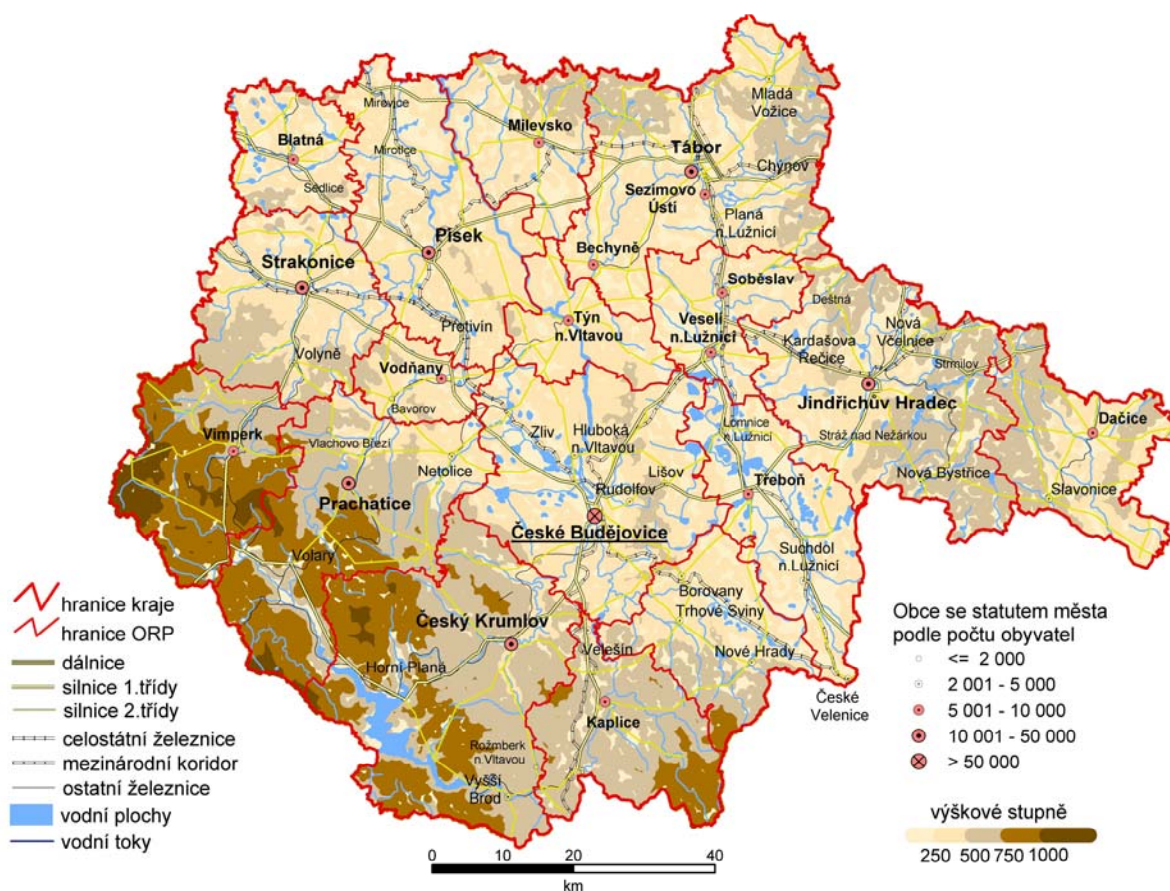 Mladá
Vožice
Mirovice
Milevsko
Blatná
Mirotice
Tábor
Chýnov
Sedlice
Sezimovo
Ústí
Planá
n.Lužnicí
Písek
Bechyně
Strakonice
Soběslav
Deštná
Týn
n.Vltavou
Veselí
n.Lužnicí
Nová
Včelnice
Kardašova
Řečice
Protivín
Volyně
Strmilov
Vodňany
Jindřichův Hradec
Bavorov
Dačice
Vimperk
Vlachovo Březí
Zliv
Hluboká
n.Vltavou
Lomnice
n.Lužnicí
Stráž nad Nežárkou
Netolice
Lišov
Nová Bystřice
Prachatice
Rudolfov
Třeboň
Slavonice
České Budějovice
Volary
Suchdol
n.Lužnicí
Borovany
Trhové Sviny
Český Krumlov
Velešín
Nové Hrady
Horní Planá
České
Velenice
Kaplice
Rožmberk
n.Vltavou
Vyšší
Brod
hranice kraje
hranice ORP
dálnice
silnice 1.třídy
silnice 2.třídy
celostátní železnice
mezinárodní koridor
ostatní železnice
vodní plochy
vodní toky
Obce se statutem města
podle počtu obyvatel
<= 2 000
2 001 - 5 000
5 001 - 10 000
10 001 - 50 000
> 50 000
výškové stupně
250 500 750 1000
0 10 20 40
km